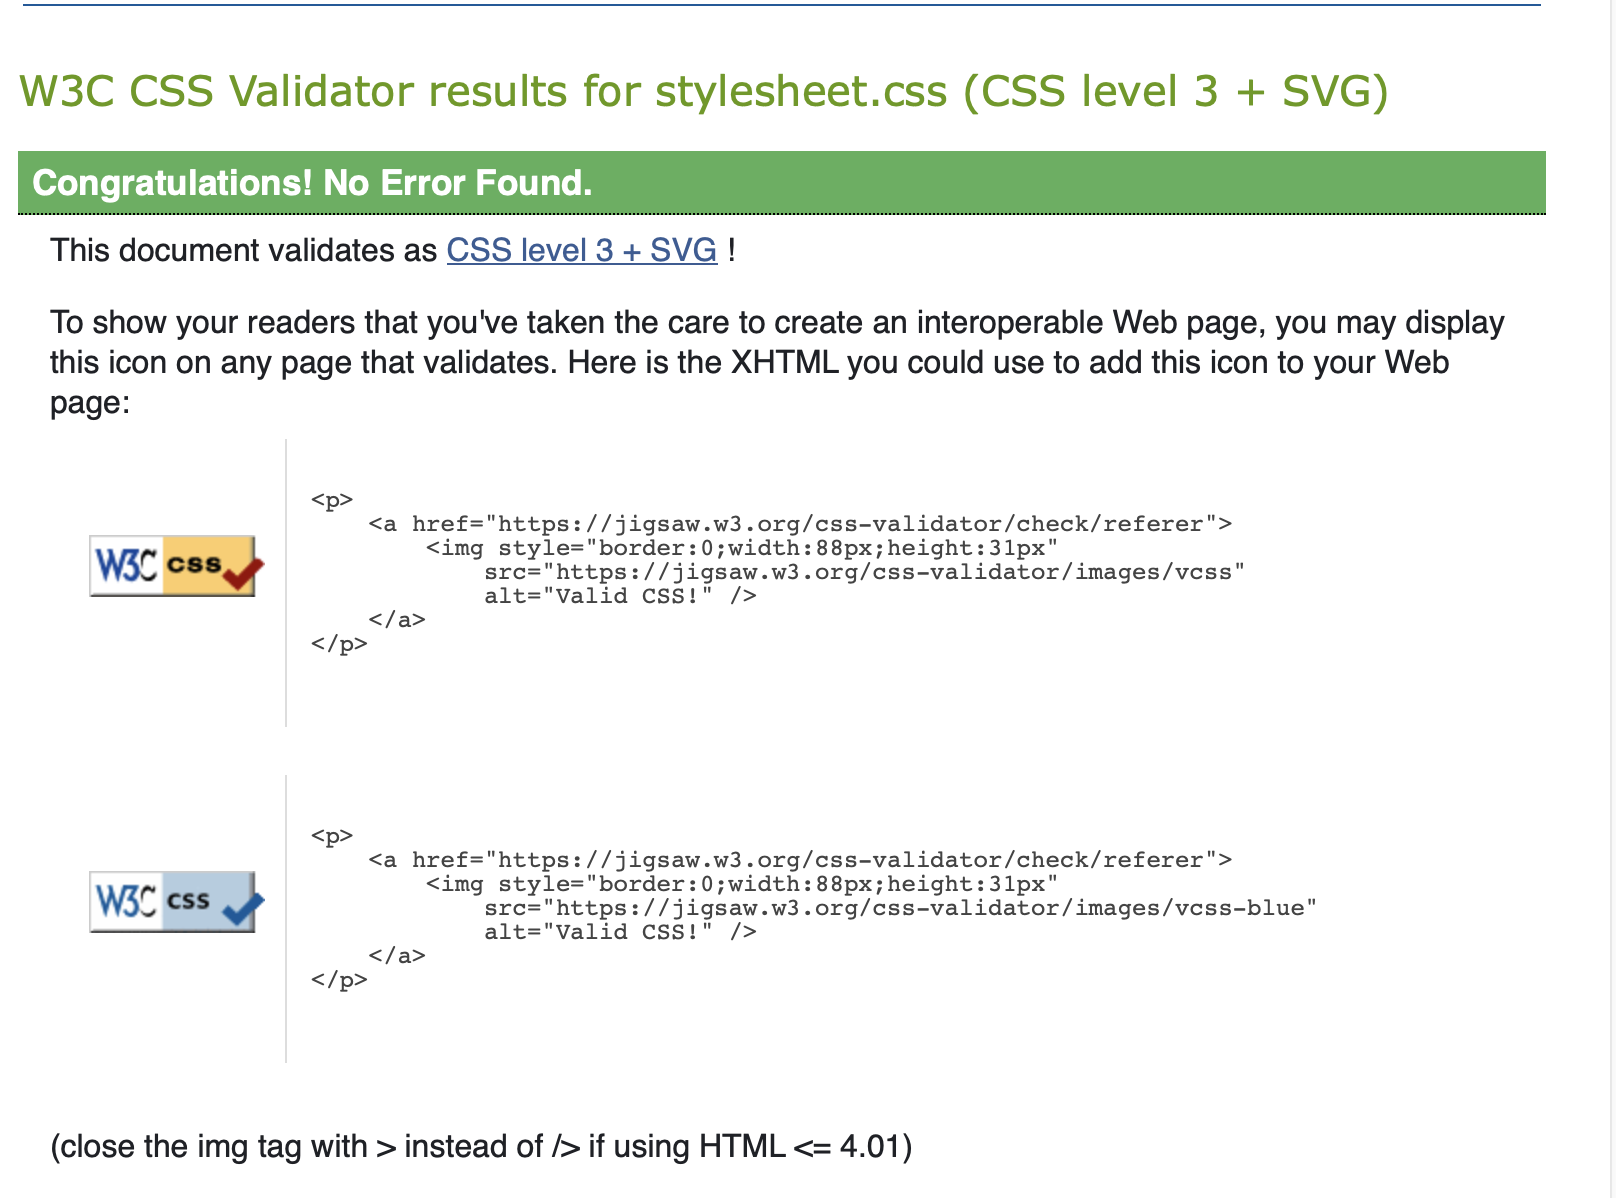 W3C CSS Validator results for stylesheet.css (CSS level 3 + SVG)
Congratulations! No Error Found.
This document validates as CSS level 3 + SVG !
To show your readers that you've taken the care to create an interoperable Web page, you may display
this icon on any page that validates. Here is the XHTML you could use to add this icon to your Web
page:
W3C css
<p>
    <a href="https://jigsaw.w3.org/css-validator/check/referer">
        <img style="border:0;width:88px;height:31px"
            src="https://jigsaw.w3.org/css-validator/images/vcss"
            alt="Valid CSS!" />
    </a>
</p>
W3C css
<p>
    <a href="https://jigsaw.w3.org/css-validator/check/referer">
        <img style="border:0;width:88px;height:31px"
            src="https://jigsaw.w3.org/css-validator/images/vcss-blue"
            alt="Valid CSS!" />
    </a>
</p>
(close the img tag with > instead of /> if using HTML <= 4.01)